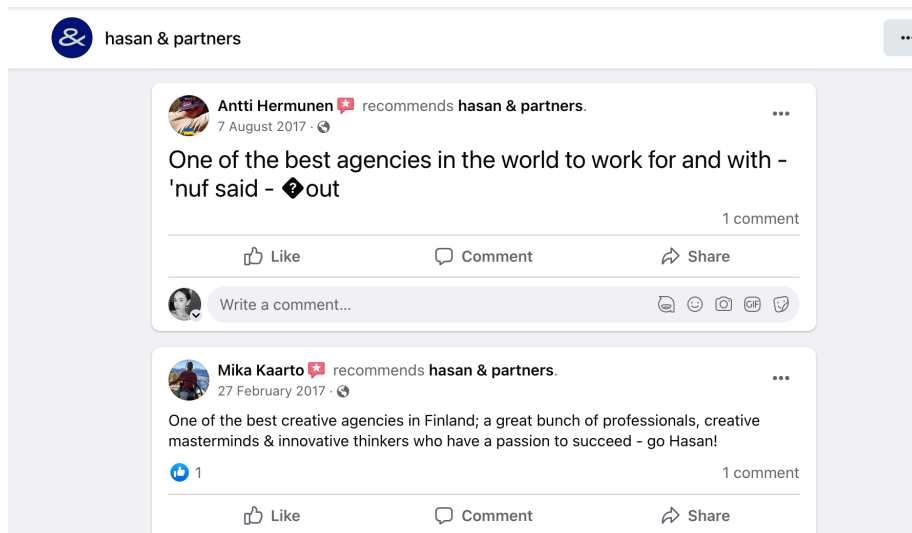 & hasan & partners
Antti Hermunen recommends hasan & partners.
7 August 2017 ·
One of the best agencies in the world to work for and with -
'nuf said - �out
1 comment
Like Comment Share
Write a comment... GIF
Mika Kaarto recommends hasan & partners.
27 February 2017 ·
One of the best creative agencies in Finland; a great bunch of professionals, creative
masterminds & innovative thinkers who have a passion to succeed - go Hasan!
1 1 comment
Like Comment Share